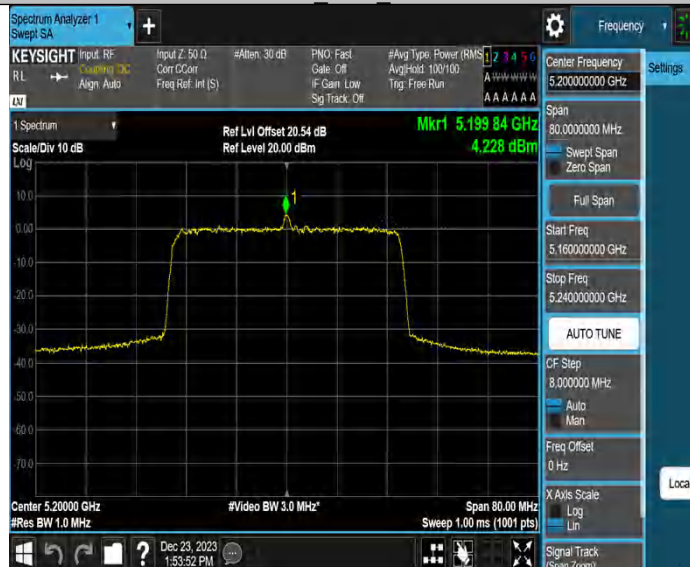 Spectrum Analyzer 1
Swept SA
+
Frequency
KEYSIGHT
RL
Input: RF
Coupling: DC
Align: Auto
Input Z: 50 Ω
Corr CCorr
Freq Ref: Int (S)
#Atten: 30 dB
PNO: Fast
Gate: Off
IF Gain: Low
Sig Track: Off
#Avg Type: Power (RMS
Avg|Hold: 100/100
Trig: Free Run
1 2 3 4 5 6
A W W W W W
A A A A A A
LXI
1 Spectrum
Scale/Div 10 dB
Log
Ref Lvl Offset 20.54 dB
Ref Level 20.00 dBm
Mkr1 5.199 84 GHz
4.228 dBm
1
10.0
0.00
-10.0
-20.0
-30.0
-40.0
-50.0
-60.0
-70.0
Center 5.20000 GHz
#Res BW 1.0 MHz
#Video BW 3.0 MHz*
Span 80.00 MHz
Sweep 1.00 ms (1001 pts)
?
Dec 23, 2023
1:53:52 PM
Center Frequency
5.200000000 GHz
Settings
Span
80.0000000 MHz
Swept Span
Zero Span
Full Span
Start Freq
5.160000000 GHz
Stop Freq
5.240000000 GHz
AUTO TUNE
CF Step
8.000000 MHz
Auto
Man
Freq Offset
0 Hz
X Axis Scale
Log
Lin
Loca
Signal Track
(Span Zoom)